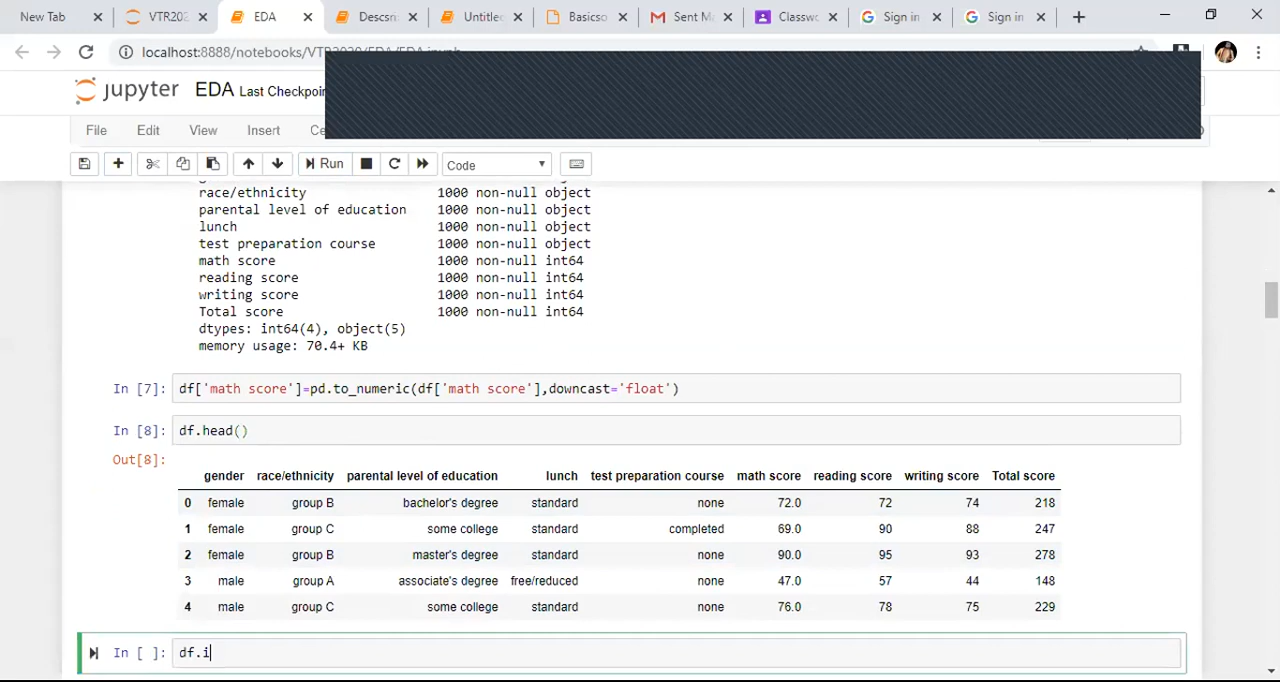 New Tab VTR202 EDA Descsri Untitle Basicso Sent Ma Classwo Sign in Sign in
localhost:8888/notebooks/VTR2020/EDA/EDA.ipynb
jupyter EDA Last Checkpoin
File Edit View Insert Ce
Run Code
race/ethnicity 1000 non-null object
parental level of education 1000 non-null object
lunch 1000 non-null object
test preparation course 1000 non-null object
math score 1000 non-null int64
reading score 1000 non-null int64
writing score 1000 non-null int64
Total score 1000 non-null int64
dtypes: int64(4), object(5)
memory usage: 70.4+ KB
In [7]: df['math score']=pd.to_numeric(df['math score'],downcast='float')
In [8]: df.head()
Out[8]:
gender race/ethnicity parental level of education lunch test preparation course math score reading score writing score Total score
0 female group B bachelor's degree standard none 72.0 72 74 218
1 female group C some college standard completed 69.0 90 88 247
2 female group B master's degree standard none 90.0 95 93 278
3 male group A associate's degree free/reduced none 47.0 57 44 148
4 male group C some college standard none 76.0 78 75 229
In [ ]: df.i